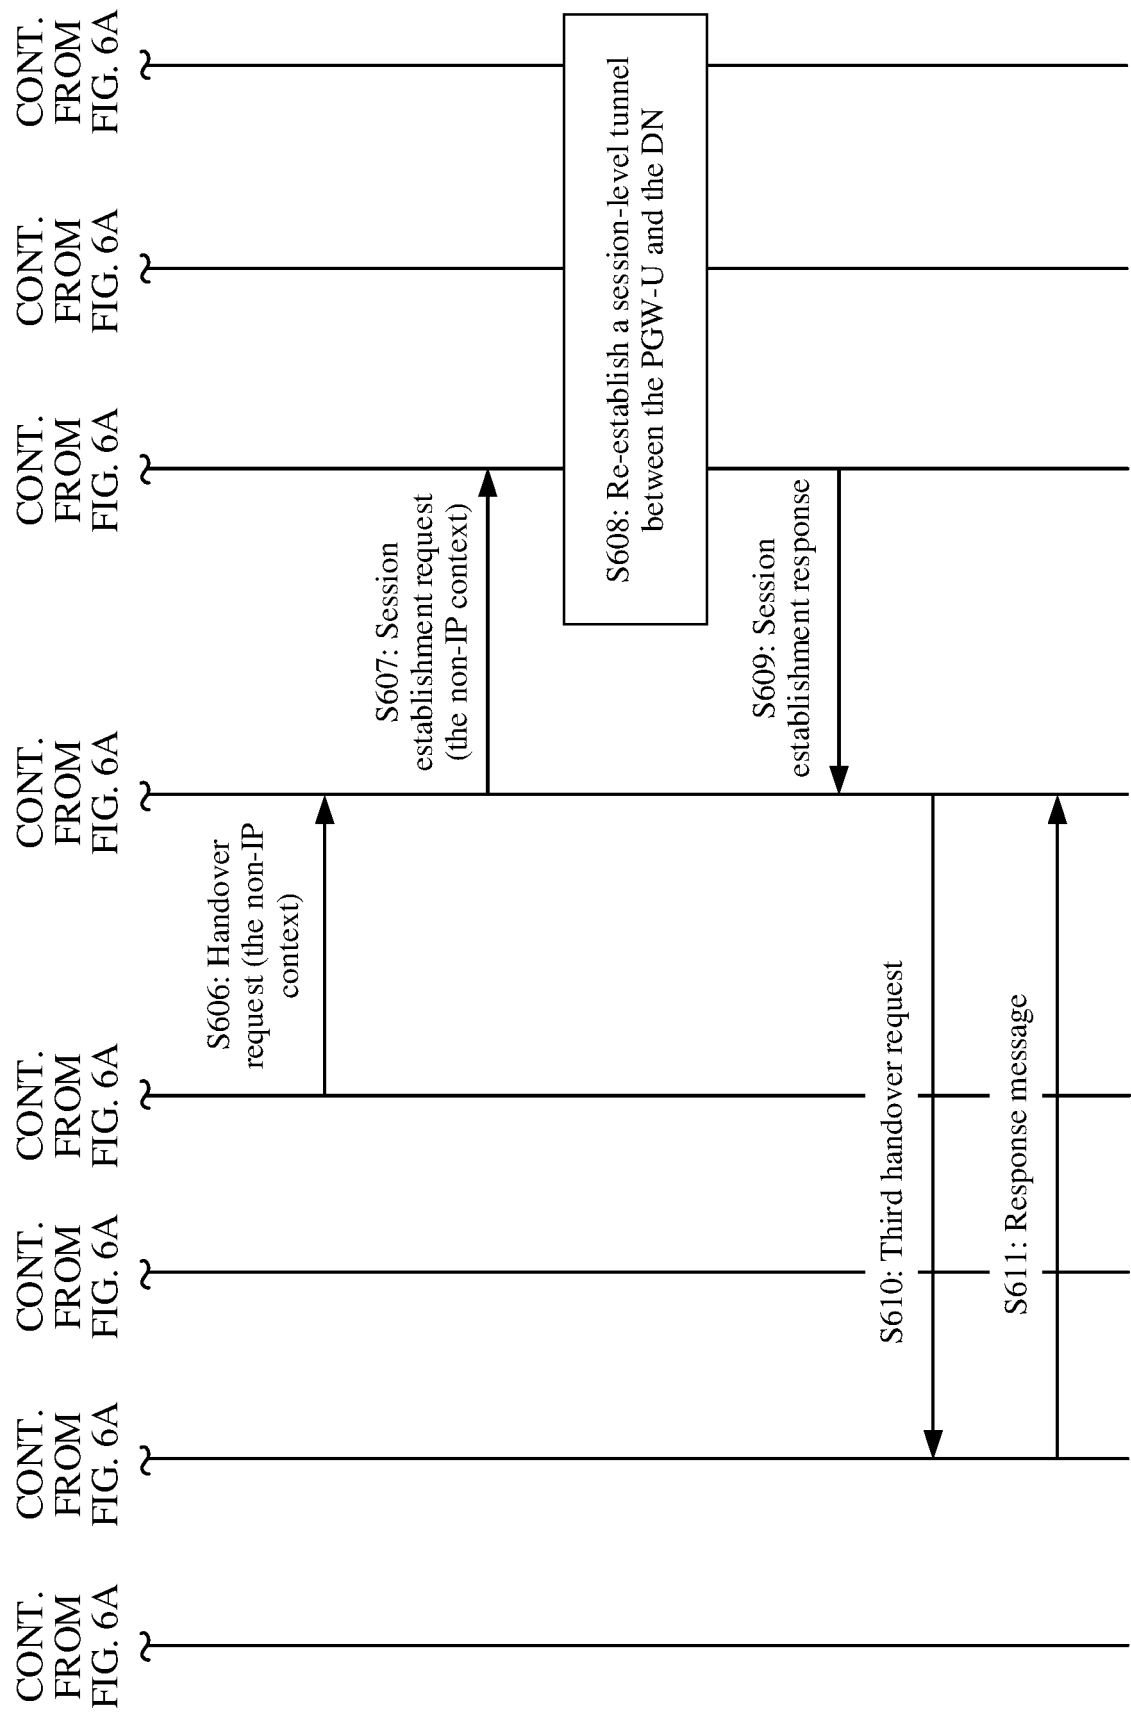 CONT.
FROM
FIG. 6A
CONT.
FROM
FIG. 6A
CONT.
FROM
FIG. 6A
CONT.
FROM
FIG. 6A
CONT.
FROM
FIG. 6A
CONT.
FROM
FIG. 6A
CONT.
FROM
FIG. 6A
CONT.
FROM
FIG. 6A
S606: Handover
request (the non-IP
context)
S607: Session
establishment request
(the non-IP context)
S608: Re-establish a session-level tunnel
between the PGW-U and the DN
S609: Session
establishment response
S610: Third handover request
S611: Response message